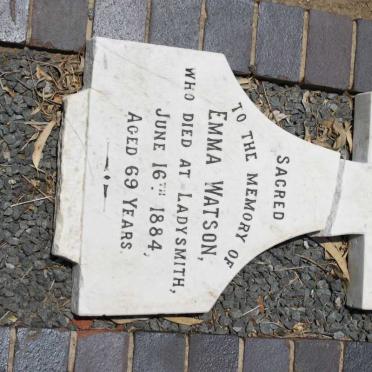 SACRED
TO THE MEMORY OF
EMMA WATSON,
WHO DIED AT LADYSMITH,
JUNE 16TH 1884,
AGED 69 YEARS.